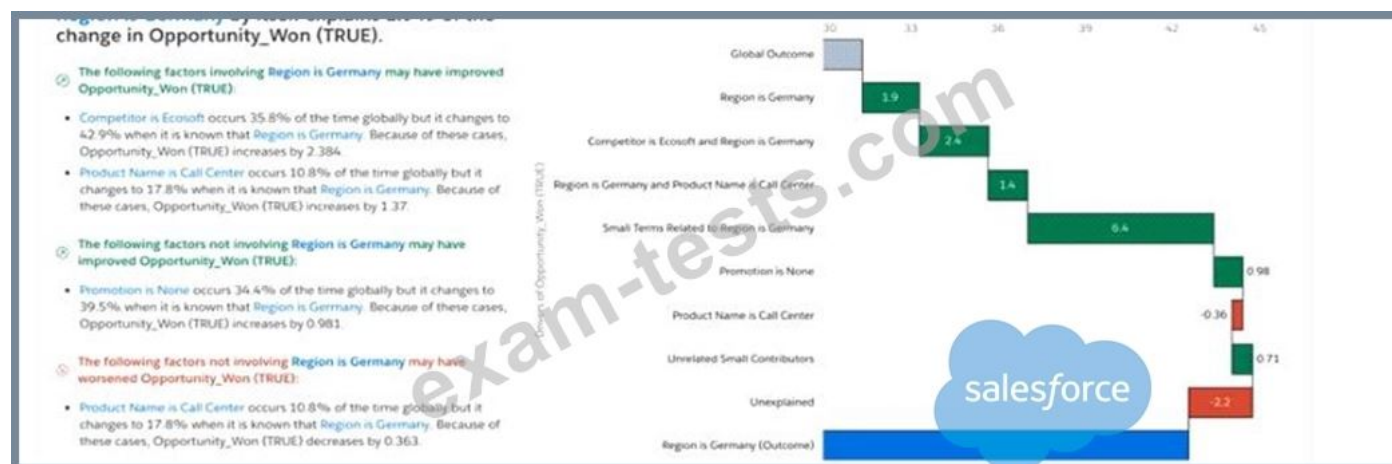 change in Opportunity_Won (TRUE).
The following factors involving Region is Germany may have improved
Opportunity_Won (TRUE):
Competitor is Ecosoft occurs 35.8% of the time globally but it changes to
42.9% when it is known that Region is Germany. Because of these cases,
Opportunity_Won (TRUE) increases by 2.384.
Product Name is Call Center occurs 10.8% of the time globally but it
changes to 17.8% when it is known that Region is Germany. Because of
these cases, Opportunity_Won (TRUE) increases by 1.37.
The following factors not involving Region is Germany may have
improved Opportunity_Won (TRUE):
Promotion is None occurs 34.4% of the time globally but it changes to
39.5% when it is known that Region is Germany. Because of these cases,
Opportunity_Won (TRUE) increases by 0.981.
The following factors not involving Region is Germany may have
worsened Opportunity_Won (TRUE):
Product Name is Call Center occurs 10.8% of the time globally but it
changes to 17.8% when it is known that Region is Germany. Because of
these cases, Opportunity_Won (TRUE) decreases by 0.363.
30 33 36 39 42 45
of Opportunity_Won (TRUE)
Global Outcome
Region is Germany 1.9
Competitor is Ecosoft and Region is Germany 2.4
Region is Germany and Product Name is Call Center 1.4
Small Terms Related to Region is Germany 6.4
Promotion is None 0.98
Product Name is Call Center -0.36
Unrelated Small Contributors 0.71
Unexplained -2.2
Region is Germany (Outcome)
salesforce
exam-tests.com